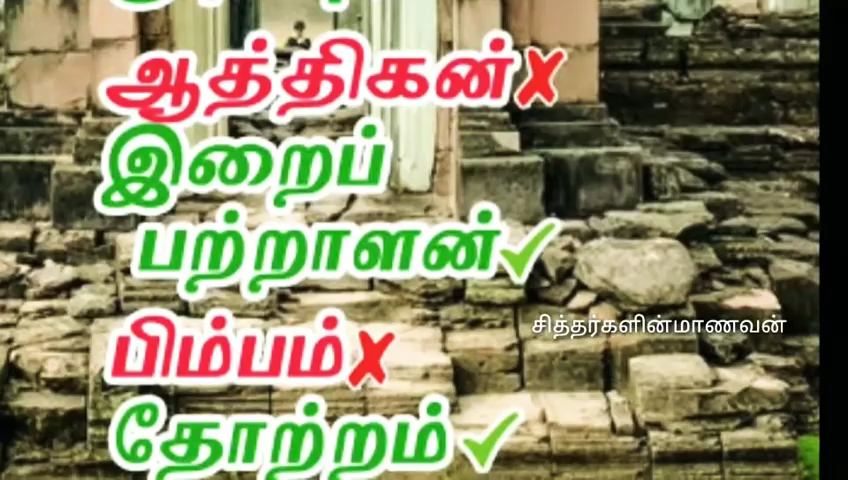 ஆத்திகன்✗
இறைப்
பற்றாளன்✓
சித்தர்களின்மாணவன்
பிம்பம்✗
தோற்றம்✓